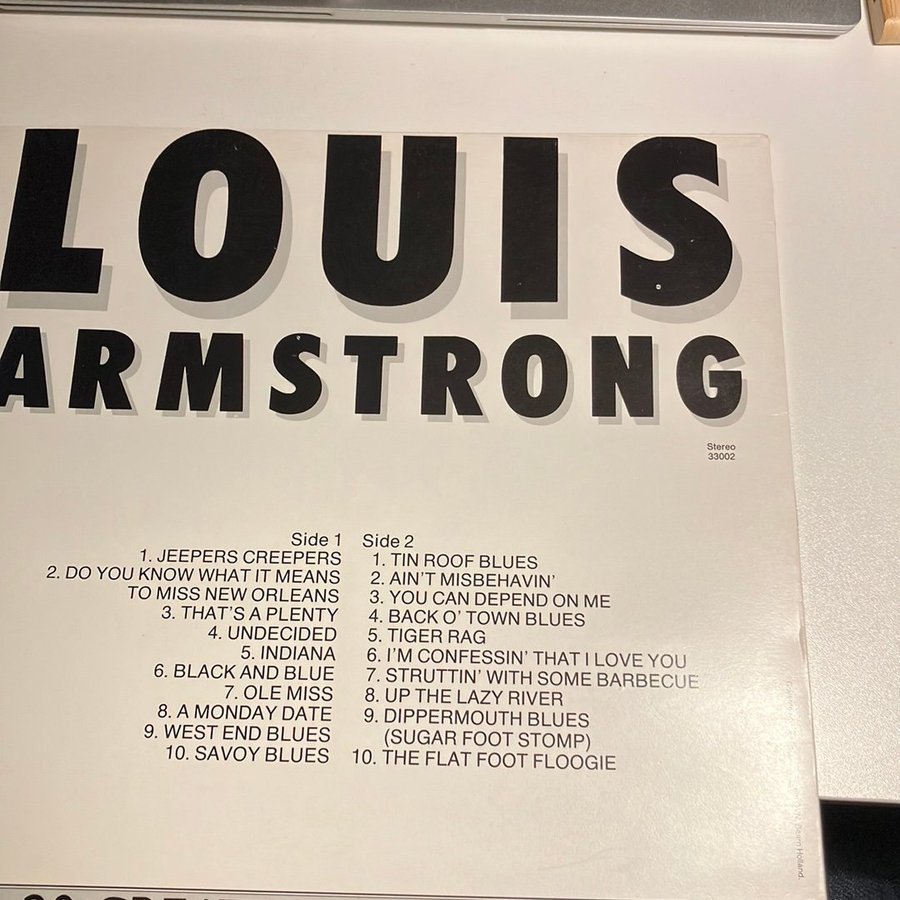 LOUIS
ARMSTRONG
Stereo
33002
Side 1
1. JEEPERS CREEPERS
2. DO YOU KNOW WHAT IT MEANS
TO MISS NEW ORLEANS
3. THAT'S A PLENTY
4. UNDECIDED
5. INDIANA
6. BLACK AND BLUE
7. OLE MISS
8. A MONDAY DATE
9. WEST END BLUES
10. SAVOY BLUES
Side 2
1. TIN ROOF BLUES
2. AIN'T MISBEHAVIN'
3. YOU CAN DEPEND ON ME
4. BACK O' TOWN BLUES
5. TIGER RAG
6. I'M CONFESSIN' THAT I LOVE YOU
7. STRUTTIN' WITH SOME BARBECUE
8. UP THE LAZY RIVER
9. DIPPERMOUTH BLUES
(SUGAR FOOT STOMP)
10. THE FLAT FOOT FLOOGIE
Holland.